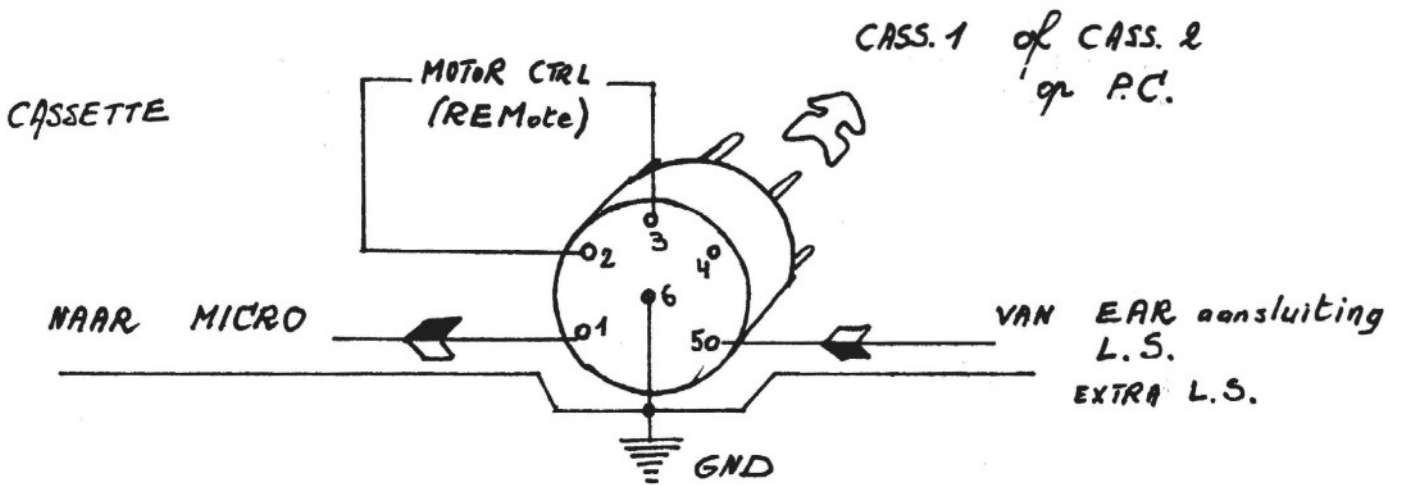 CASS. 1 of CASS. 2
op P.C.
MOTOR CTRL
(REMote)
CASSETTE
3
2
4
6
NAAR MICRO
1
5
VAN EAR aansluiting
L.S.
EXTRA L.S.
GND